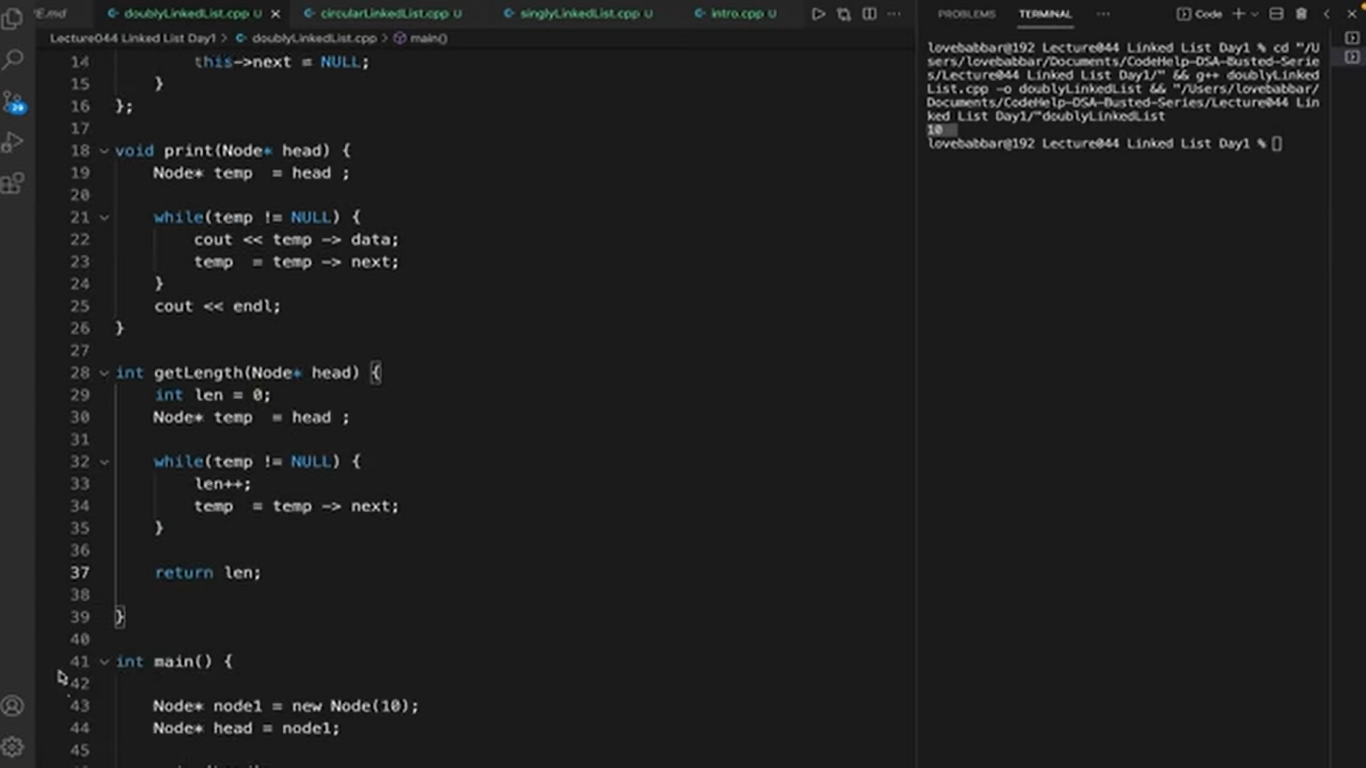 E.md
doublyLinkedList.cpp U
circularLinkedList.cpp U
singlyLinkedList.cpp U
intro.cpp U
Lecture044 Linked List Day1 > doublyLinkedList.cpp > main()
14 this->next = NULL;
15 }
16 };
17
18 void print(Node* head) {
19 Node* temp  = head ;
20
21 while(temp != NULL) {
22 cout << temp -> data;
23 temp  = temp -> next;
24 }
25 cout << endl;
26 }
27
28 int getLength(Node* head) {
29 int len = 0;
30 Node* temp  = head ;
31
32 while(temp != NULL) {
33 len++;
34 temp  = temp -> next;
35 }
36
37 return len;
38
39 }
40
41 int main() {
42
43 Node* node1 = new Node(10);
44 Node* head = node1;
45
PROBLEMS TERMINAL ... Code
lovebabbar@192 Lecture044 Linked List Day1 % cd "/U
sers/lovebabbar/Documents/CodeHelp-DSA-Busted-Serie
s/Lecture044 Linked List Day1/" && g++ doublyLinked
List.cpp -o doublyLinkedList && "/Users/lovebabbar/
Documents/CodeHelp-DSA-Busted-Series/Lecture044 Lin
ked List Day1/"doublyLinkedList
10
lovebabbar@192 Lecture044 Linked List Day1 %